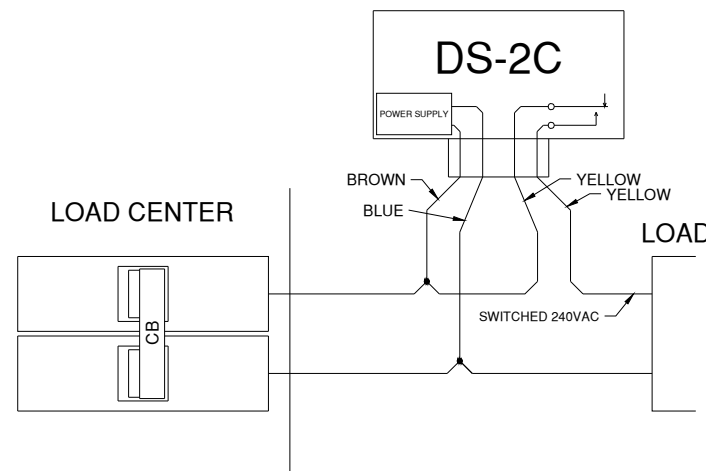 DS-2C
POWER SUPPLY
BROWN
YELLOW
YELLOW
BLUE
LOAD CENTER
LOAD
SWITCHED 240VAC
CB